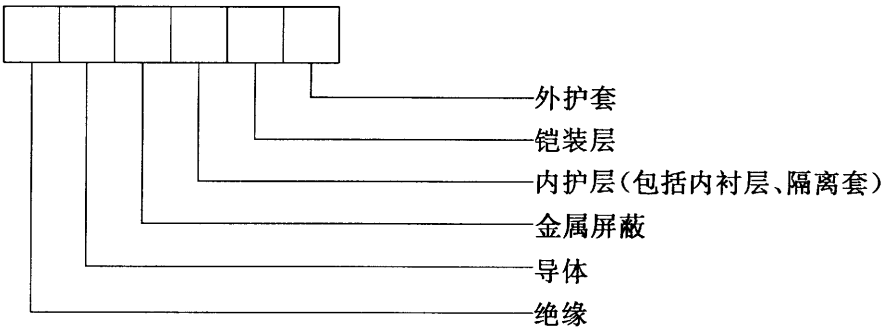 外护套
铠装层
内护层(包括内衬层、隔离套)
金属屏蔽
导体
绝缘